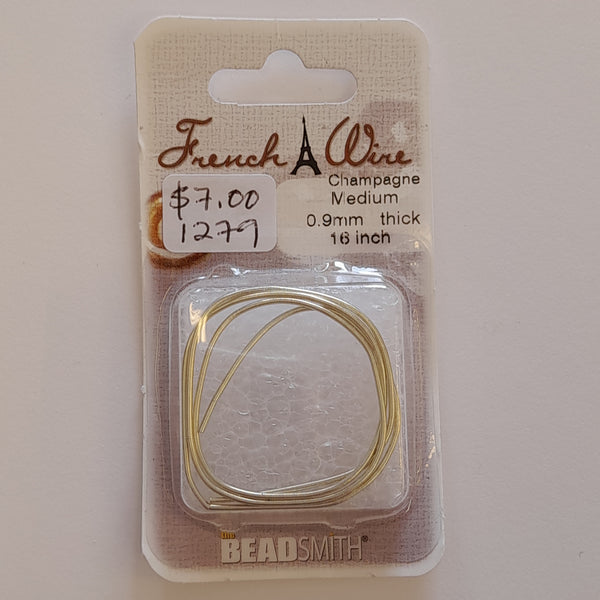 French Wire
Champagne
Medium
0.9mm thick
16 inch
$7.00
1279
THE BEADSMITH®